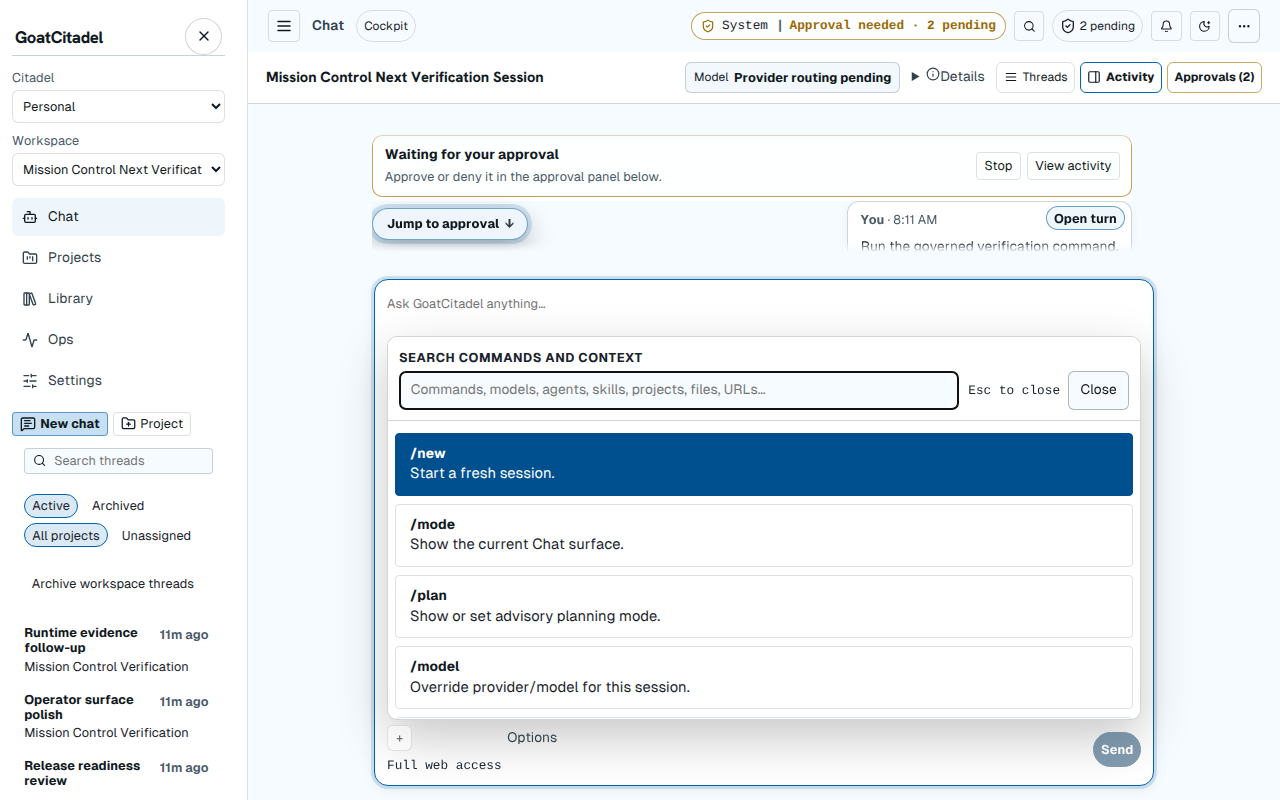 GoatCitadel
Citadel
Personal
Workspace
Mission Control Next Verificat
Chat
Projects
Library
Ops
Settings
New chat
Project
Search threads
Active
Archived
All projects
Unassigned
Archive workspace threads
Runtime evidence follow-up
11m ago
Mission Control Verification
Operator surface polish
11m ago
Mission Control Verification
Release readiness review
11m ago
Chat
Cockpit
System | Approval needed · 2 pending
2 pending
Mission Control Next Verification Session
Model Provider routing pending
Details
Threads
Activity
Approvals (2)
Waiting for your approval
Approve or deny it in the approval panel below.
Stop
View activity
Jump to approval ↓
You · 8:11 AM
Open turn
Run the governed verification command.
Ask GoatCitadel anything…
SEARCH COMMANDS AND CONTEXT
Commands, models, agents, skills, projects, files, URLs…
Esc to close
Close
/new
Start a fresh session.
/mode
Show the current Chat surface.
/plan
Show or set advisory planning mode.
/model
Override provider/model for this session.
+
Options
Full web access
Send